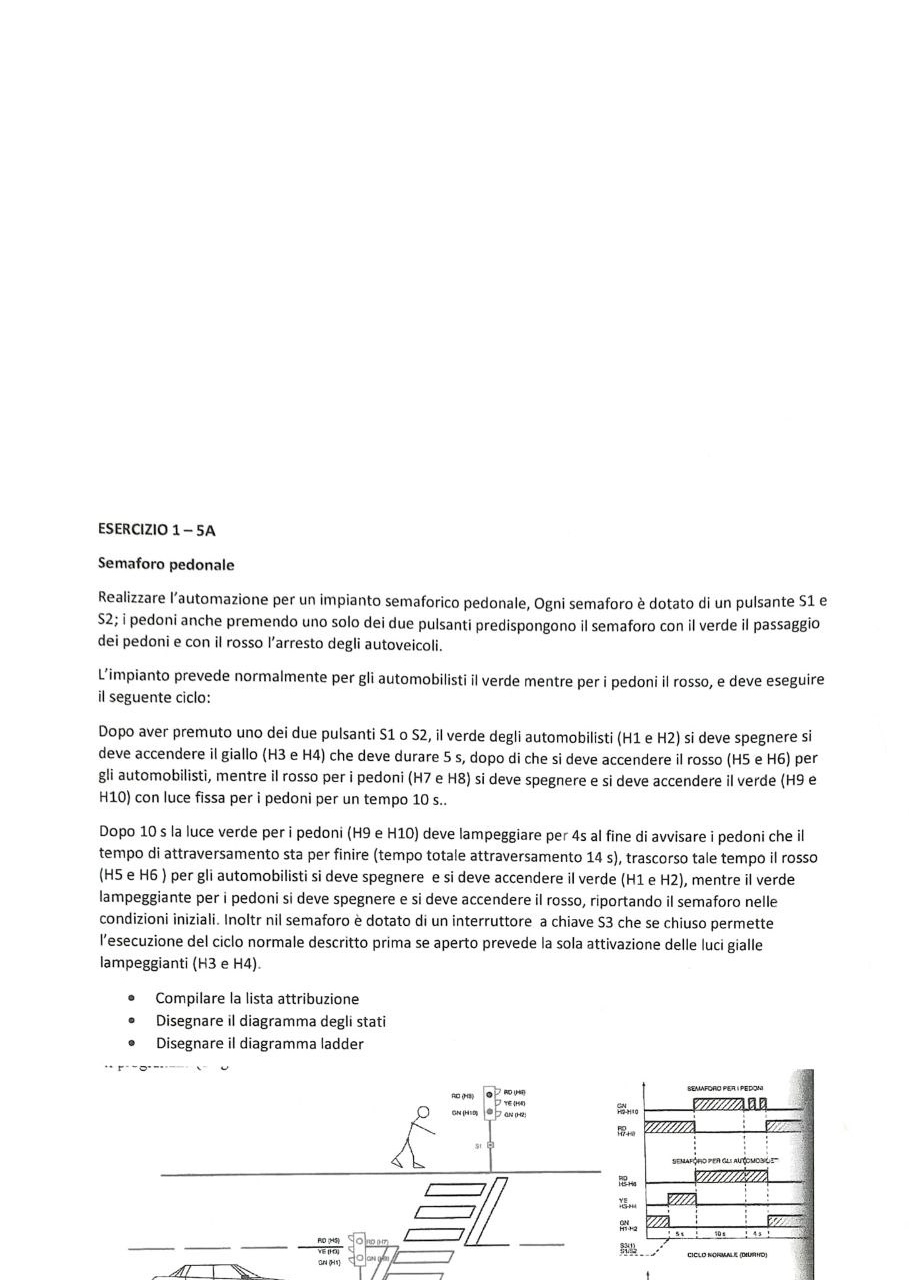 ESERCIZIO 1 – 5A
Semaforo pedonale
Realizzare l'automazione per un impianto semaforico pedonale, Ogni semaforo è dotato di un pulsante S1 e
S2; i pedoni anche premendo uno solo dei due pulsanti predispongono il semaforo con il verde il passaggio
dei pedoni e con il rosso l'arresto degli autoveicoli.
L'impianto prevede normalmente per gli automobilisti il verde mentre per i pedoni il rosso, e deve eseguire
il seguente ciclo:
Dopo aver premuto uno dei due pulsanti S1 o S2, il verde degli automobilisti (H1 e H2) si deve spegnere si
deve accendere il giallo (H3 e H4) che deve durare 5 s, dopo di che si deve accendere il rosso (H5 e H6) per
gli automobilisti, mentre il rosso per i pedoni (H7 e H8) si deve spegnere e si deve accendere il verde (H9 e
H10) con luce fissa per i pedoni per un tempo 10 s..
Dopo 10 s la luce verde per i pedoni (H9 e H10) deve lampeggiare per 4s al fine di avvisare i pedoni che il
tempo di attraversamento sta per finire (tempo totale attraversamento 14 s), trascorso tale tempo il rosso
(H5 e H6 ) per gli automobilisti si deve spegnere e si deve accendere il verde (H1 e H2), mentre il verde
lampeggiante per i pedoni si deve spegnere e si deve accendere il rosso, riportando il semaforo nelle
condizioni iniziali. Inoltr nil semaforo è dotato di un interruttore a chiave S3 che se chiuso permette
l'esecuzione del ciclo normale descritto prima se aperto prevede la sola attivazione delle luci gialle
lampeggianti (H3 e H4).
• Compilare la lista attribuzione
• Disegnare il diagramma degli stati
• Disegnare il diagramma ladder
RD (H8)
GN (H10)
RD (H6)
YE (H4)
GN (H2)
S1
RD (H5)
YE (H3)
GN (H1)
RD (H7)
SEMAFORO PER I PEDONI
GN
H9-H10
RD
H7-H8
SEMAFORO PER GLI AUTOMOBILI
RD
H5-H6
YE
H3-H4
GN
H1-H2
5 s
10 s
4 s
S3(1)
S1/S2
CICLO NORMALE (DIURNO)